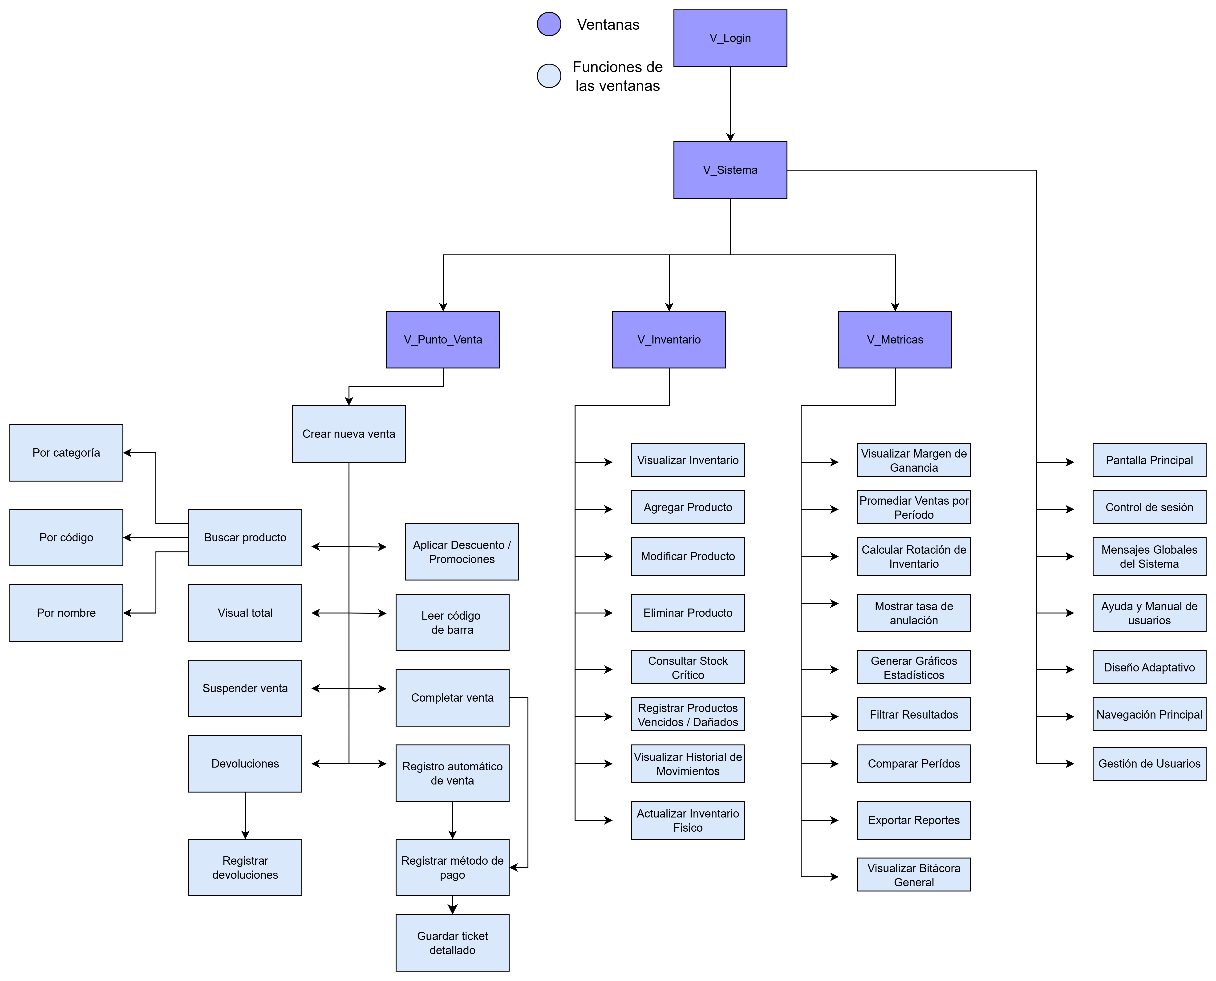 Ventanas
Funciones de
las ventanas
V_Login
V_Sistema
V_Punto_Venta
V_Inventario
V_Metricas
Crear nueva venta
Por categoría
Por código
Por nombre
Buscar producto
Visual total
Suspender venta
Devoluciones
Registrar
devoluciones
Aplicar Descuento /
Promociones
Leer código
de barra
Completar venta
Registro automático
de venta
Registrar método de
pago
Guardar ticket
detallado
Visualizar Inventario
Agregar Producto
Modificar Producto
Eliminar Producto
Consultar Stock
Crítico
Registrar Productos
Vencidos / Dañados
Visualizar Historial de
Movimientos
Actualizar Inventario
Fisico
Visualizar Margen de
Ganancia
Promediar Ventas por
Período
Calcular Rotación de
Inventario
Mostrar tasa de
anulación
Generar Gráficos
Estadísticos
Filtrar Resultados
Comparar Perídos
Exportar Reportes
Visualizar Bitácora
General
Pantalla Principal
Control de sesión
Mensajes Globales
del Sistema
Ayuda y Manual de
usuarios
Diseño Adaptativo
Navegación Principal
Gestión de Usuarios